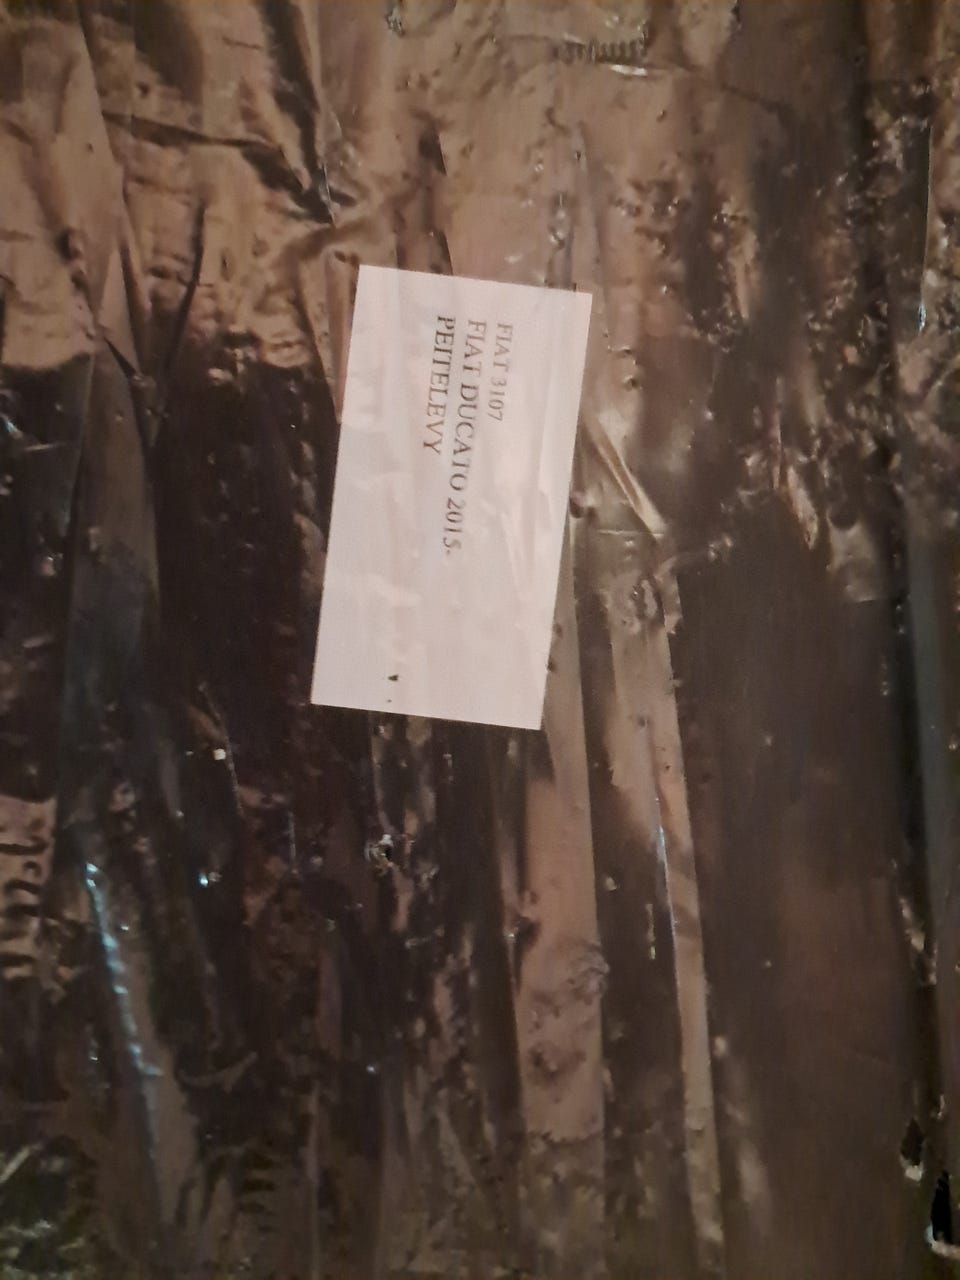 FIAT 3107
FIAT DUCATO 2015-
PEITELEVY